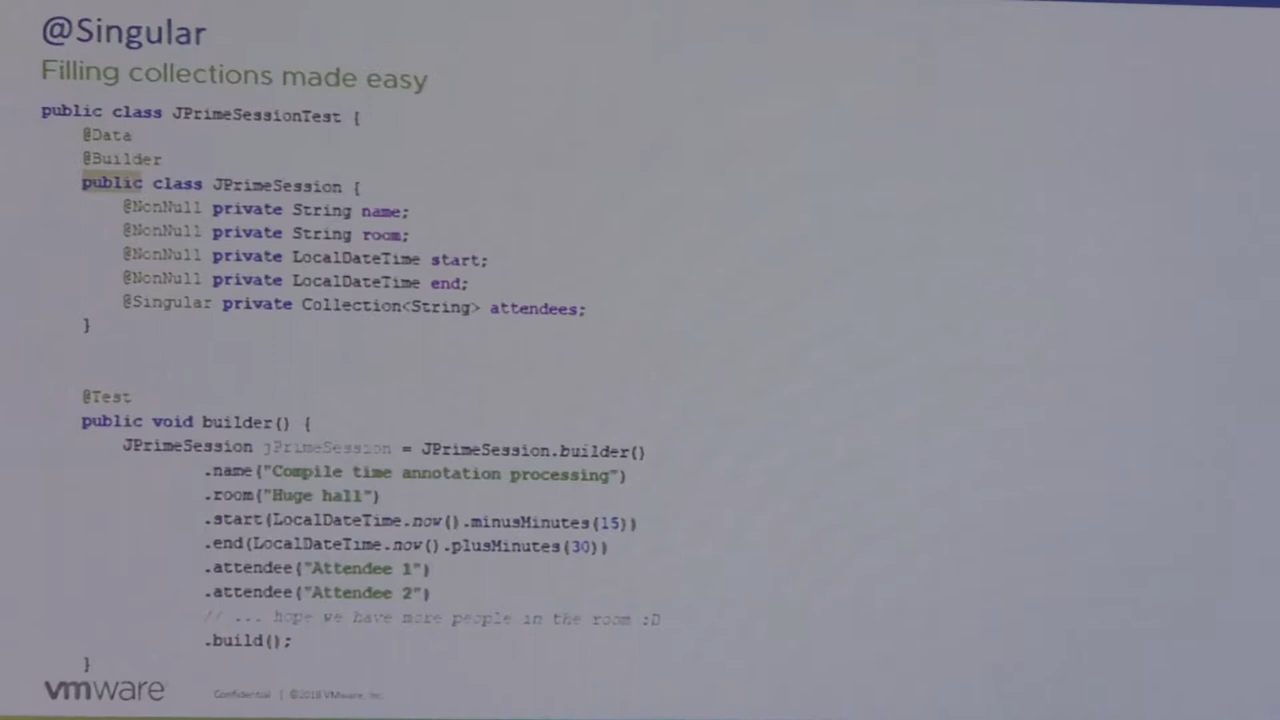 @Singular
Filling collections made easy
public class JPrimeSessionTest {
@Data
@Builder
public class JPrimeSession {
@NonNull private String name;
@NonNull private String room;
@NonNull private LocalDateTime start;
@NonNull private LocalDateTime end;
@Singular private Collection<String> attendees;
}
@Test
public void builder() {
JPrimeSession jPrimeSession = JPrimeSession.builder()
.name("Compile time annotation processing")
.room("Huge hall")
.start(LocalDateTime.now().minusMinutes(15))
.end(LocalDateTime.now().plusMinutes(30))
.attendee("Attendee 1")
.attendee("Attendee 2")
// ... hope we have more people in the room :D
.build();
}
vmware
Confidential | ©2018 VMware, Inc.